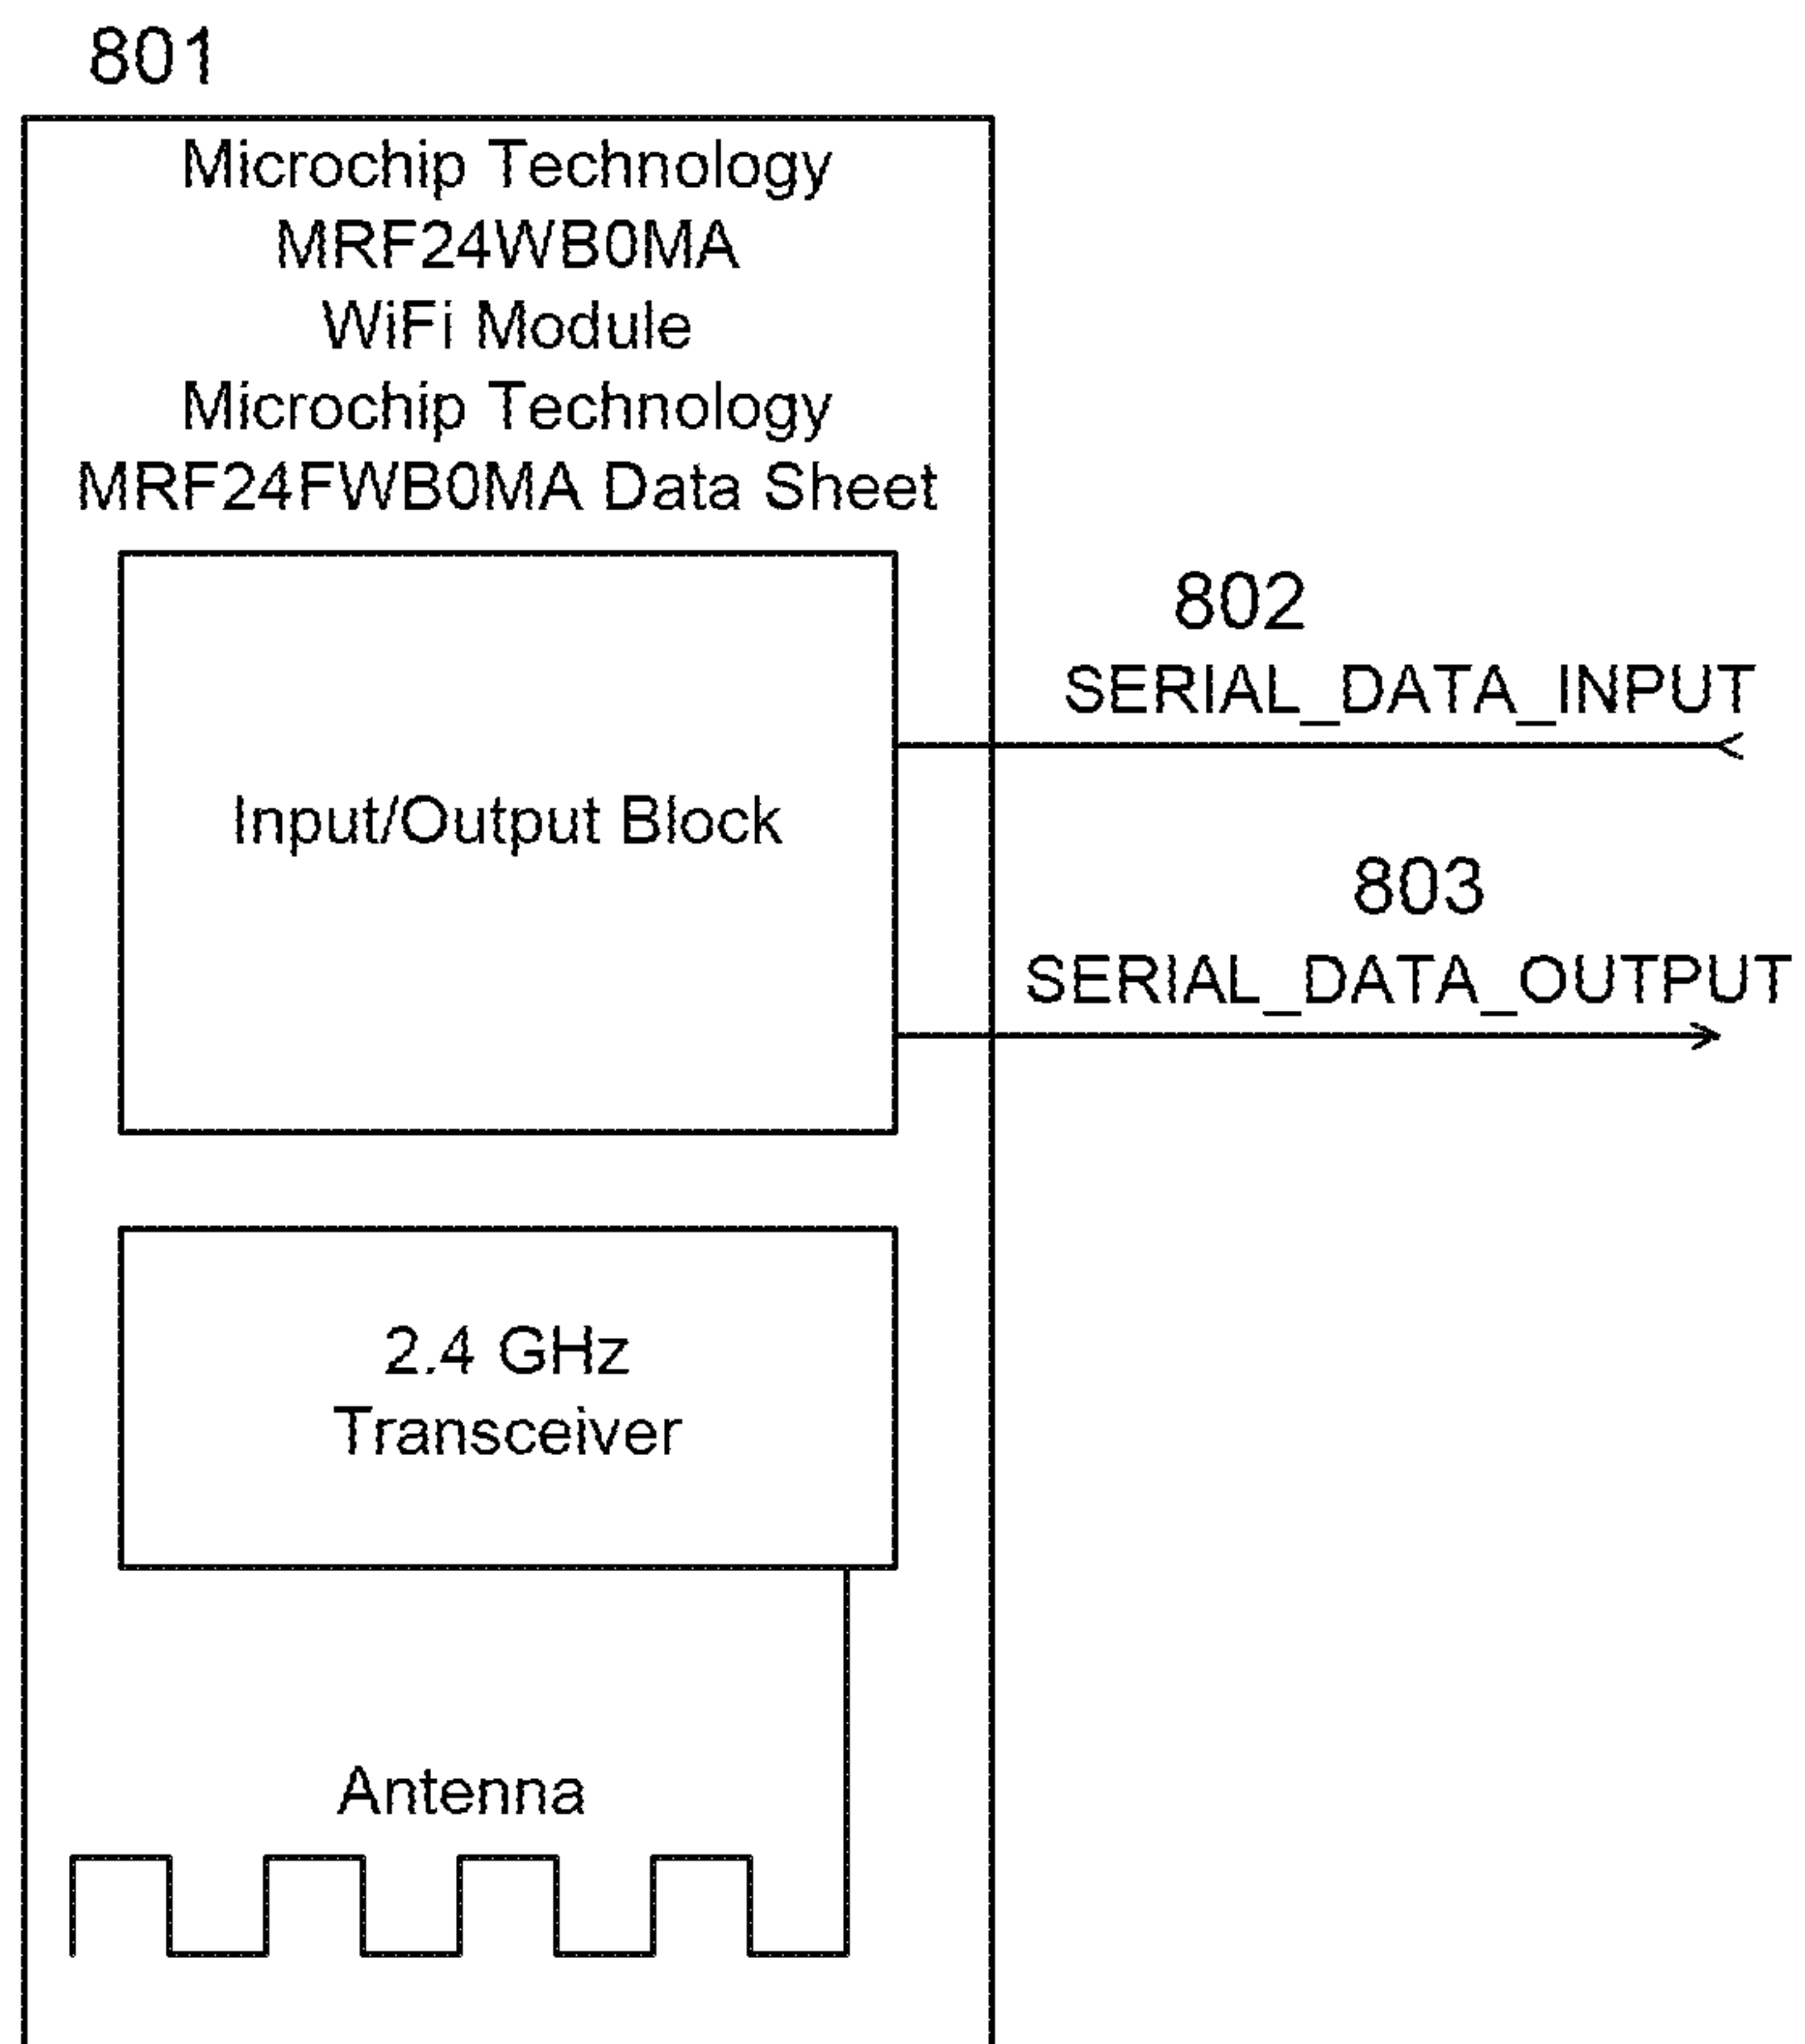 801
Microchip Technology
MRF24WB0MA
WiFi Module
Microchip Technology
MRF24FWB0MA Data Sheet
802
SERIAL_DATA_INPUT
Input/Output Block
803
SERIAL_DATA_OUTPUT
2.4 GHz
Transceiver
Antenna